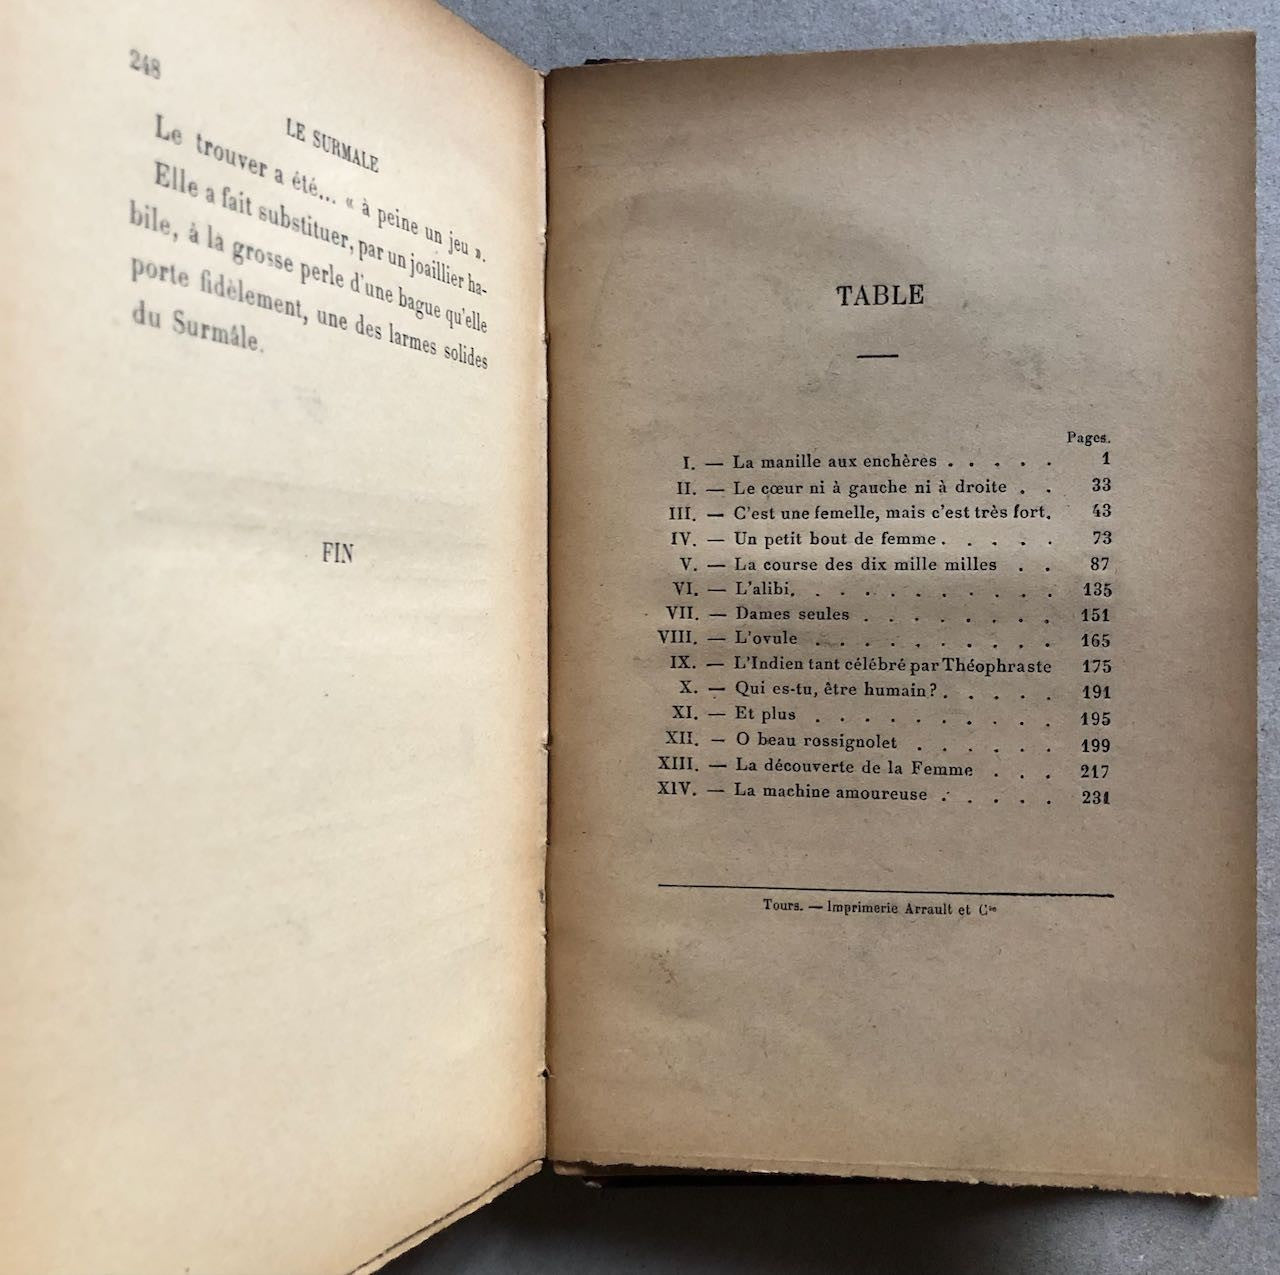 248
LE SURMALE
Le trouver a été... « à peine un jeu ».
Elle a fait substituer, par un joaillier ha-
bile, à la grosse perle d'une bague qu'elle
porte fidèlement, une des larmes solides
du Surmâle.
FIN
TABLE
Pages.
I. — La manille aux enchères . . . . . 1
II. — Le cœur ni à gauche ni à droite . . 33
III. — C'est une femelle, mais c'est très fort. 43
IV. — Un petit bout de femme . . . . . 73
V. — La course des dix mille milles . . 87
VI. — L'alibi. . . . . . . . . . . 135
VII. — Dames seules . . . . . . . . 151
VIII. — L'ovule . . . . . . . . . . 165
IX. — L'Indien tant célébré par Théophraste 175
X. — Qui es-tu, être humain ? . . . . . 191
XI. — Et plus . . . . . . . . . . 195
XII. — O beau rossignolet . . . . . . 199
XIII. — La découverte de la Femme . . . 217
XIV. — La machine amoureuse . . . . . 231
Tours. — Imprimerie Arrault et Cie